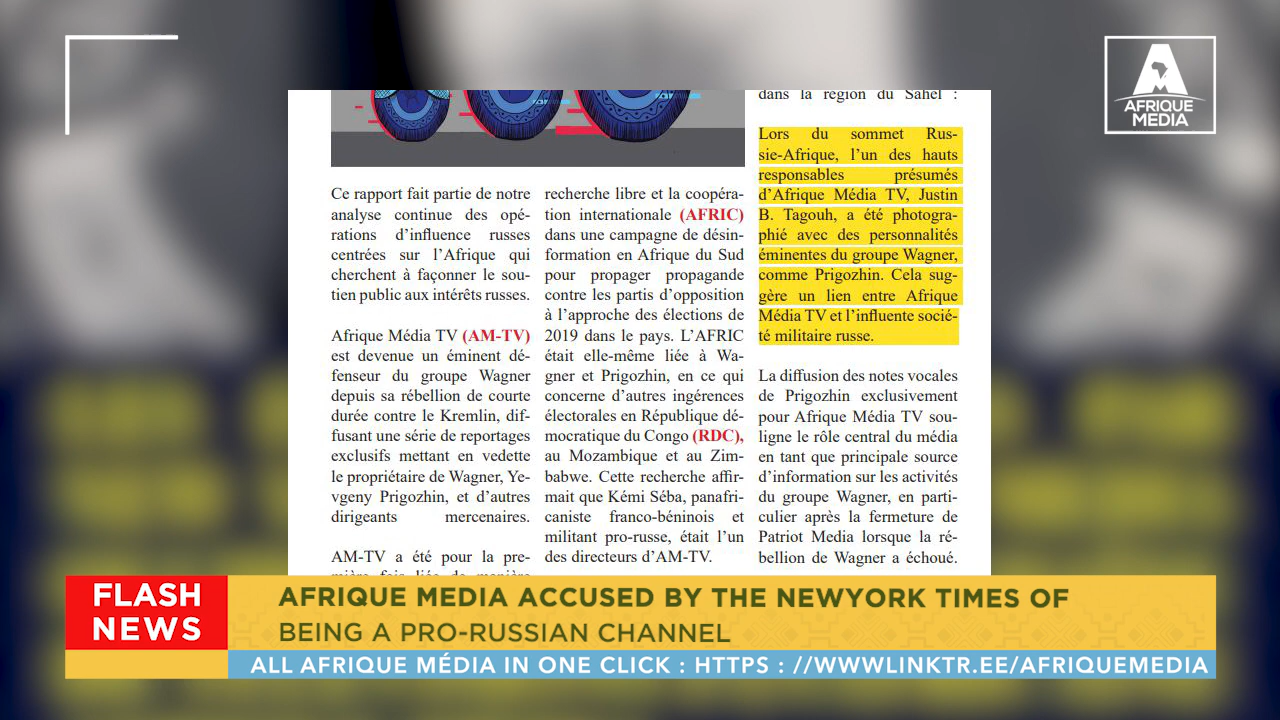 AFRIQUE
MEDIA
Ce rapport fait partie de notre
analyse continue des opé-
rations d’influence russes
centrées sur l’Afrique qui
cherchent à façonner le sou-
tien public aux intérêts russes.
Afrique Média TV (AM-TV)
est devenue un éminent dé-
fenseur du groupe Wagner
depuis sa rébellion de courte
durée contre le Kremlin, dif-
fusant une série de reportages
exclusifs mettant en vedette
le propriétaire de Wagner, Ye-
vgeny Prigozhin, et d’autres
dirigeants mercenaires.
AM-TV a été pour la pre-
recherche libre et la coopéra-
tion internationale (AFRIC)
dans une campagne de désin-
formation en Afrique du Sud
pour propager propagande
contre les partis d’opposition
à l’approche des élections de
2019 dans le pays. L’AFRIC
était elle-même liée à Wa-
gner et Prigozhin, en ce qui
concerne d’autres ingérences
électorales en République dé-
mocratique du Congo (RDC),
au Mozambique et au Zim-
babwe. Cette recherche affir-
mait que Kémi Séba, panafri-
caniste franco-béninois et
militant pro-russe, était l’un
des directeurs d’AM-TV.
dans la région du Sahel :
Lors du sommet Rus-
sie-Afrique, l’un des hauts
responsables présumés
d’Afrique Média TV, Justin
B. Tagouh, a été photogra-
phié avec des personnalités
éminentes du groupe Wagner,
comme Prigozhin. Cela sug-
gère un lien entre Afrique
Média TV et l’influente socié-
té militaire russe.
La diffusion des notes vocales
de Prigozhin exclusivement
pour Afrique Média TV sou-
ligne le rôle central du média
en tant que principale source
d’information sur les activités
du groupe Wagner, en parti-
culier après la fermeture de
Patriot Media lorsque la ré-
bellion de Wagner a échoué.
FLASH
NEWS
AFRIQUE MEDIA ACCUSED BY THE NEWYORK TIMES OF
BEING A PRO-RUSSIAN CHANNEL
ALL AFRIQUE MÉDIA IN ONE CLICK : HTTPS : //WWWLINKTR.EE/AFRIQUEMEDIA